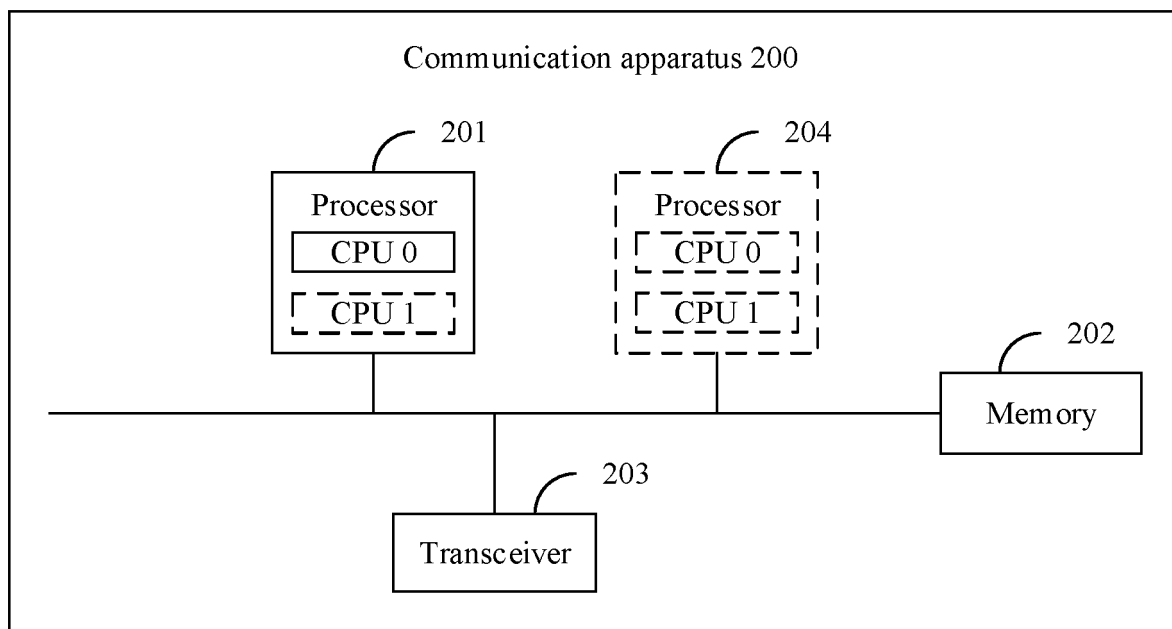 Communication apparatus 200
201
204
Processor
CPU 0
CPU 1
Processor
CPU 0
CPU 1
202
Memory
203
Transceiver